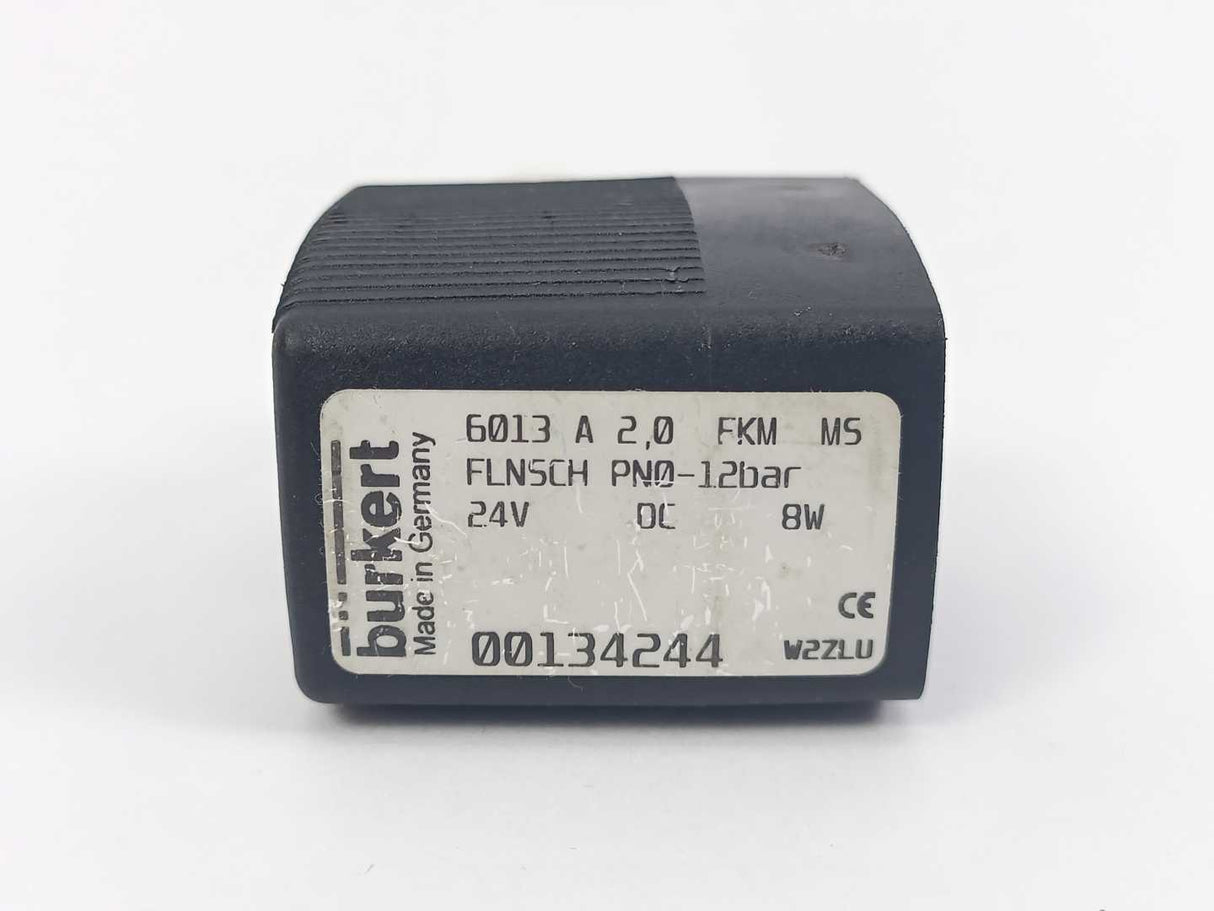 burkert
Made in Germany
6013 A 2,0 FKM MS
FLNSCH PN0-12bar
24V DC 8W
CE
00134244 W2ZLU